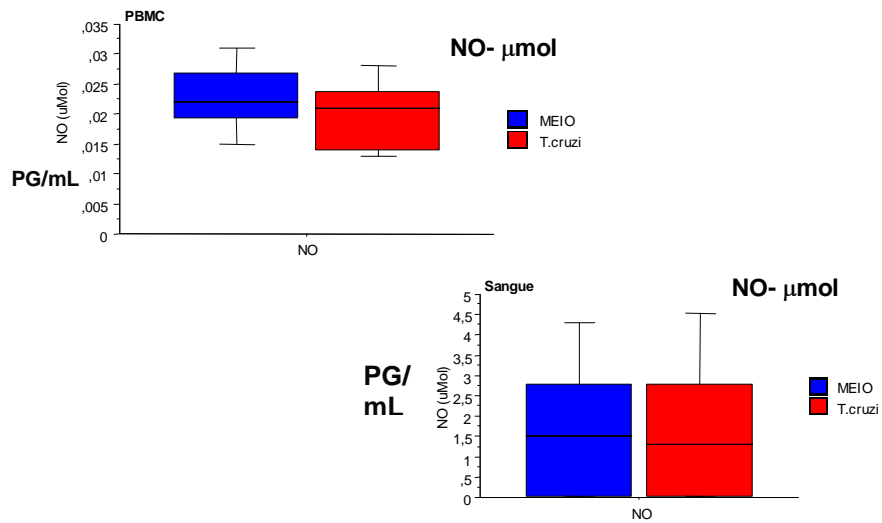 PBMC
NO- μmol
,035
,03
,025
,02
,015
,01
,005
0
NO (uMol)
PG/mL
MEIO
T.cruzi
NO
Sangue
NO- μmol
5
4,5
4
3,5
3
2,5
2
1,5
1
,5
0
NO (uMol)
PG/
mL
MEIO
T.cruzi
NO